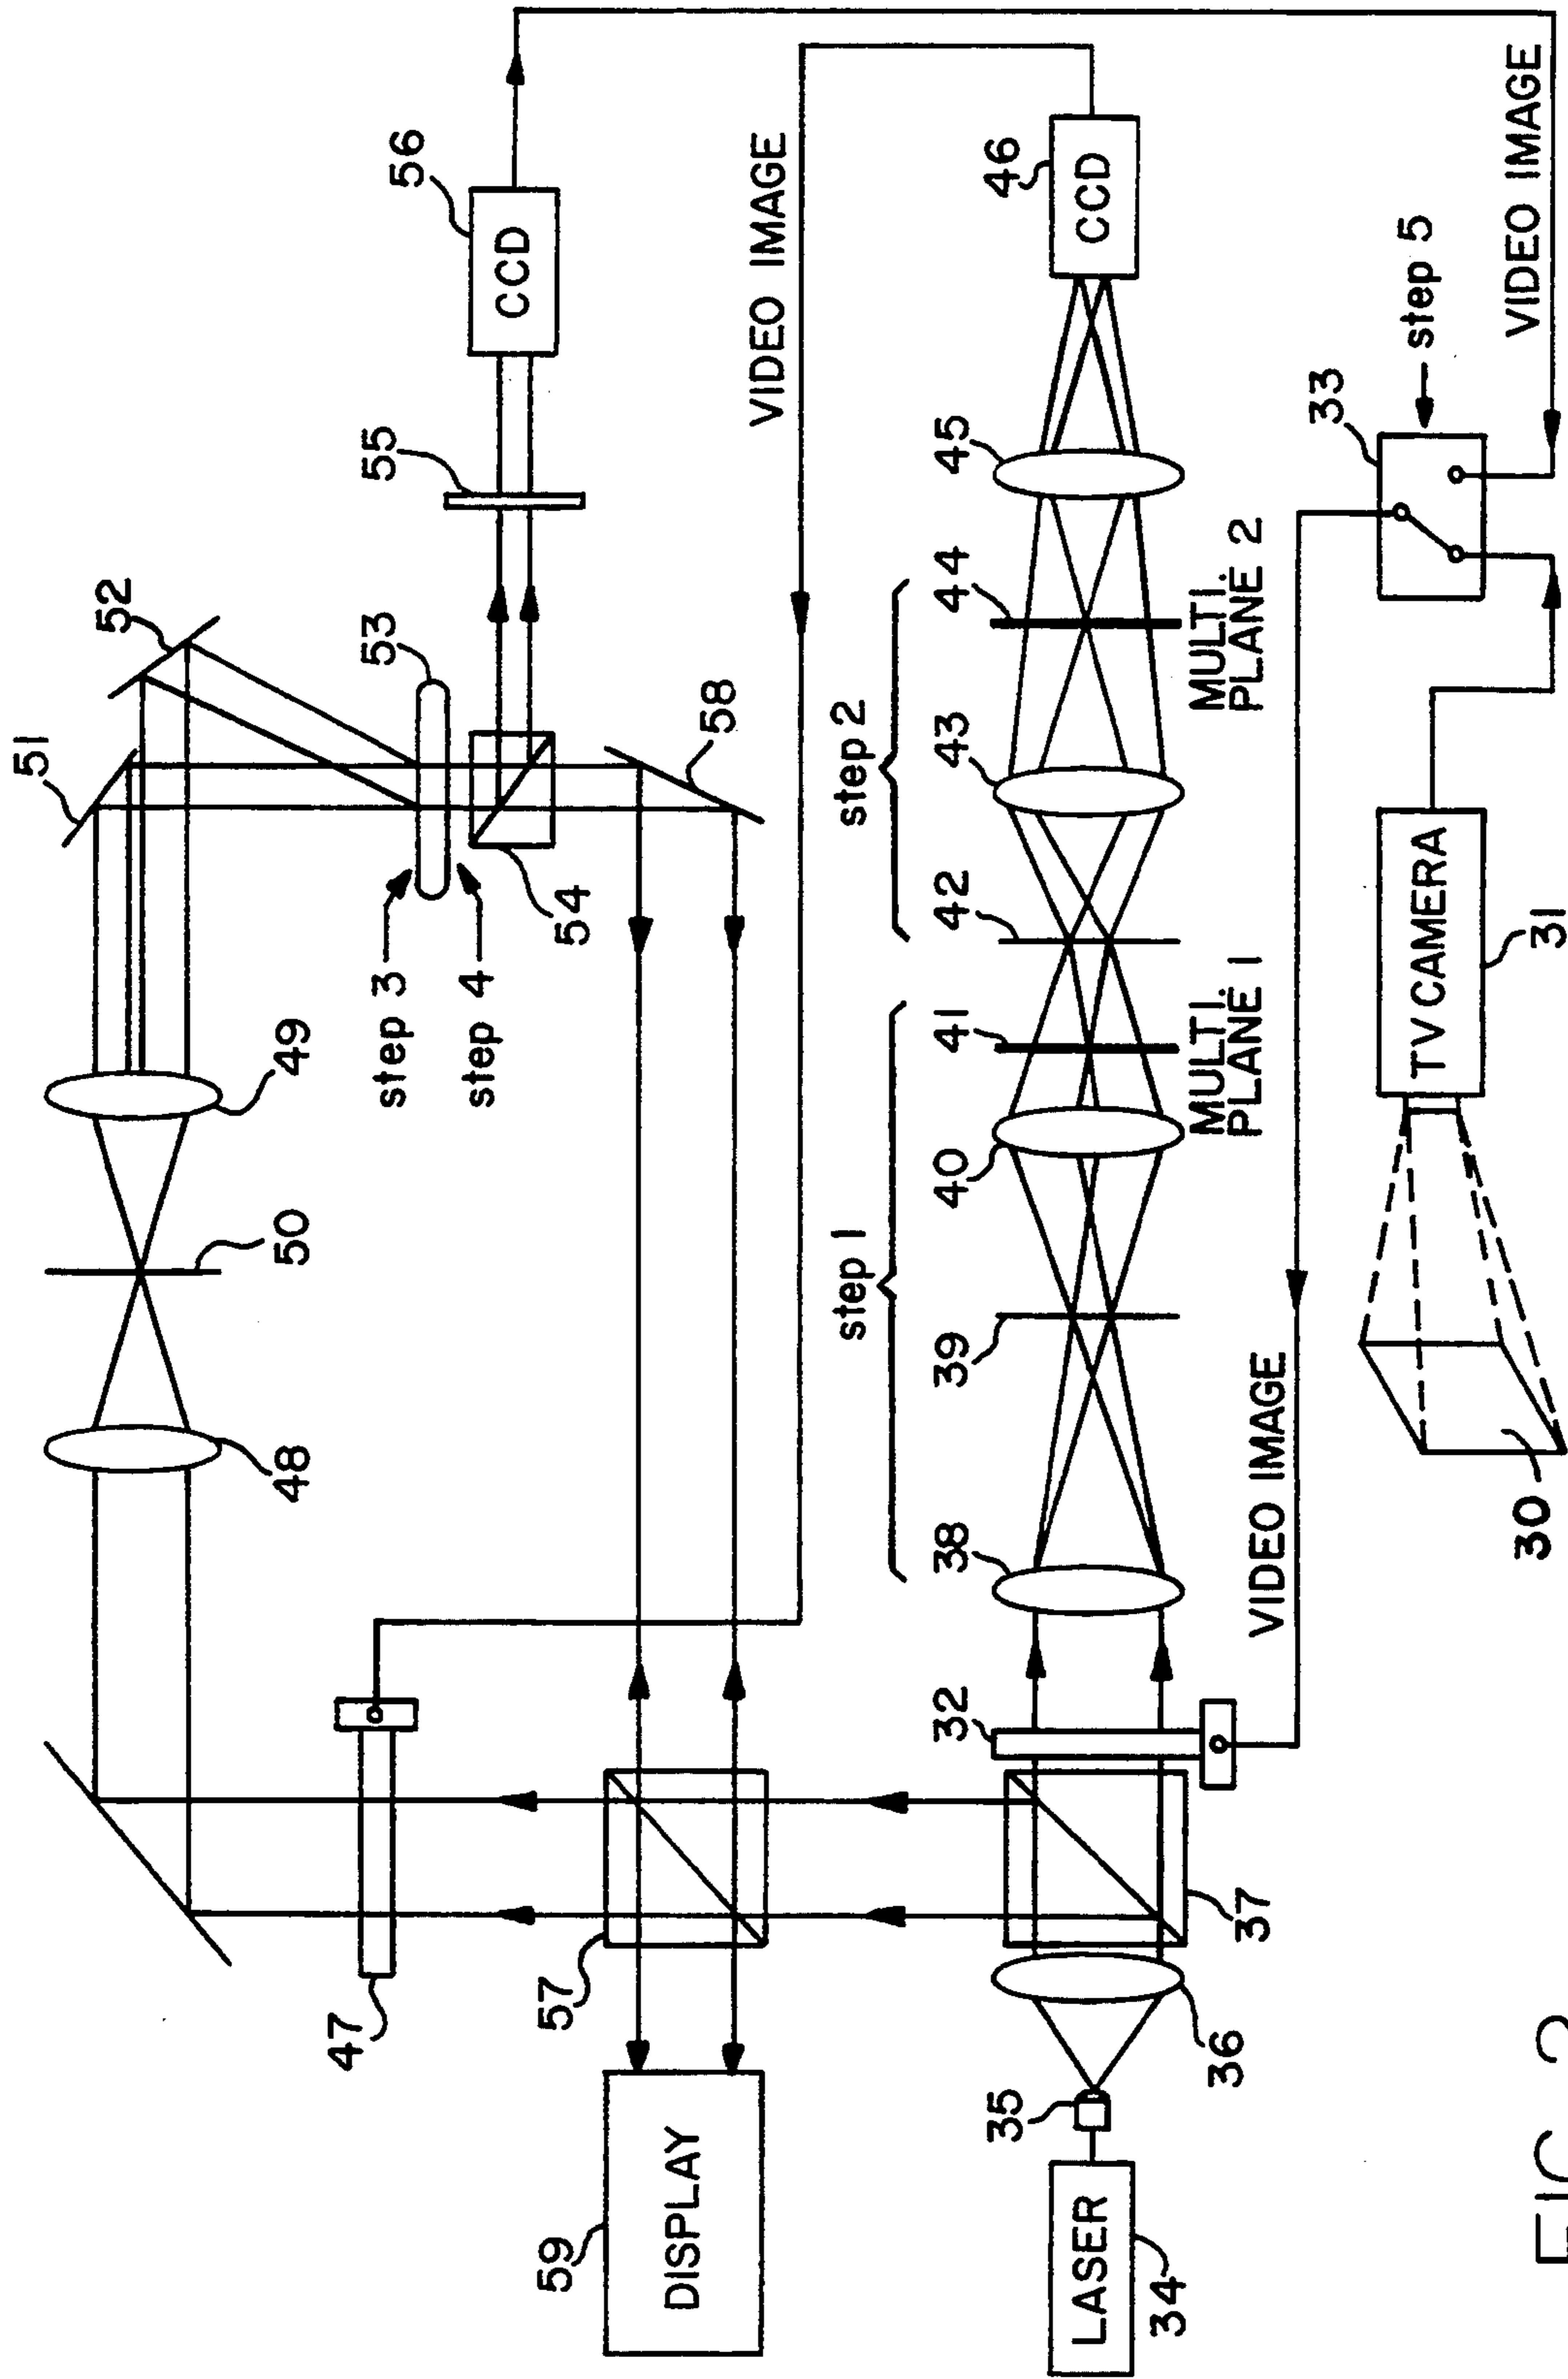 51
52
48
50
49
47
53
55
56
step 3
step 4
CCD
59
57
54
DISPLAY
58
VIDEO IMAGE
step 1
step 2
32
38
39
40
41
42
43
44
45
35
46
LASER
CCD
34
MULTI.
PLANE 1
MULTI.
PLANE 2
36
37
VIDEO IMAGE
33
step 5
TV CAMERA
VIDEO IMAGE
30
31
FIG.